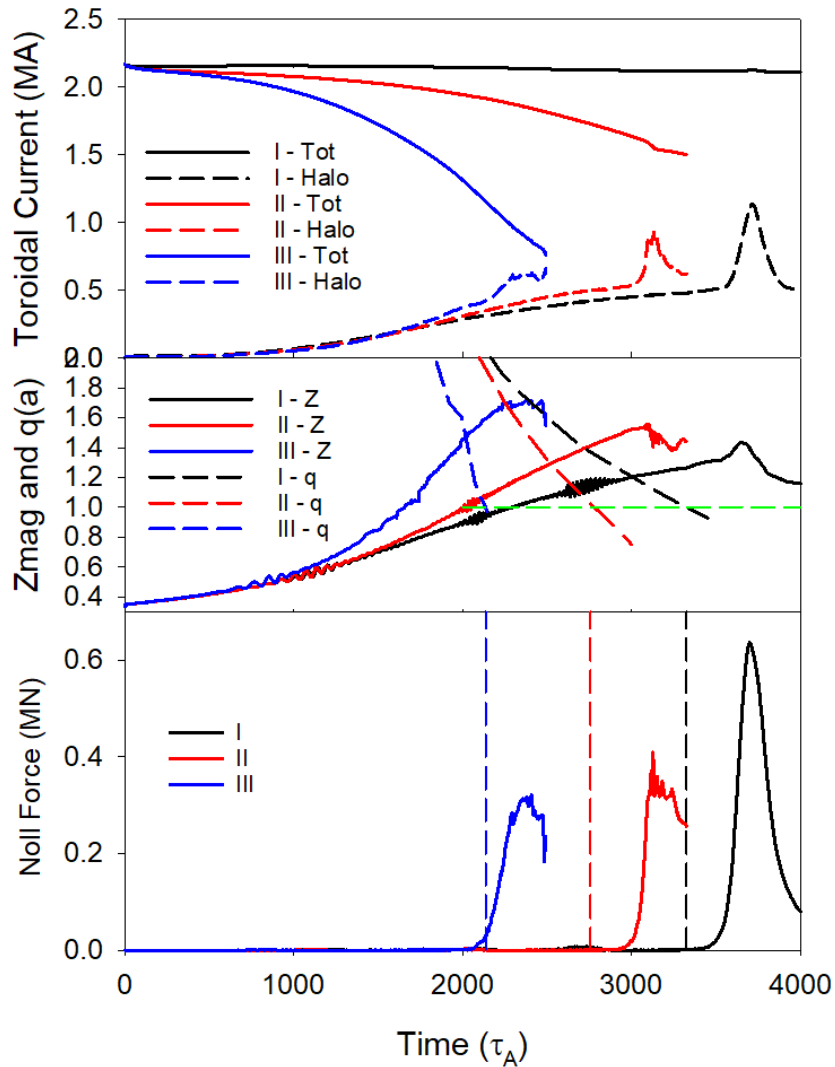 2.5
2.0
1.5
1.0
0.5
Toroidal Current (MA)
I - Tot
I - Halo
II - Tot
II - Halo
III - Tot
III - Halo
2.0
1.8
1.6
1.4
1.2
1.0
0.8
0.6
0.4
Zmag and q(a)
I - Z
II - Z
III - Z
I - q
II - q
III - q
0.6
0.4
0.2
0.0
Noll Force (MN)
I
II
III
0 1000 2000 3000 4000
Time (τA)